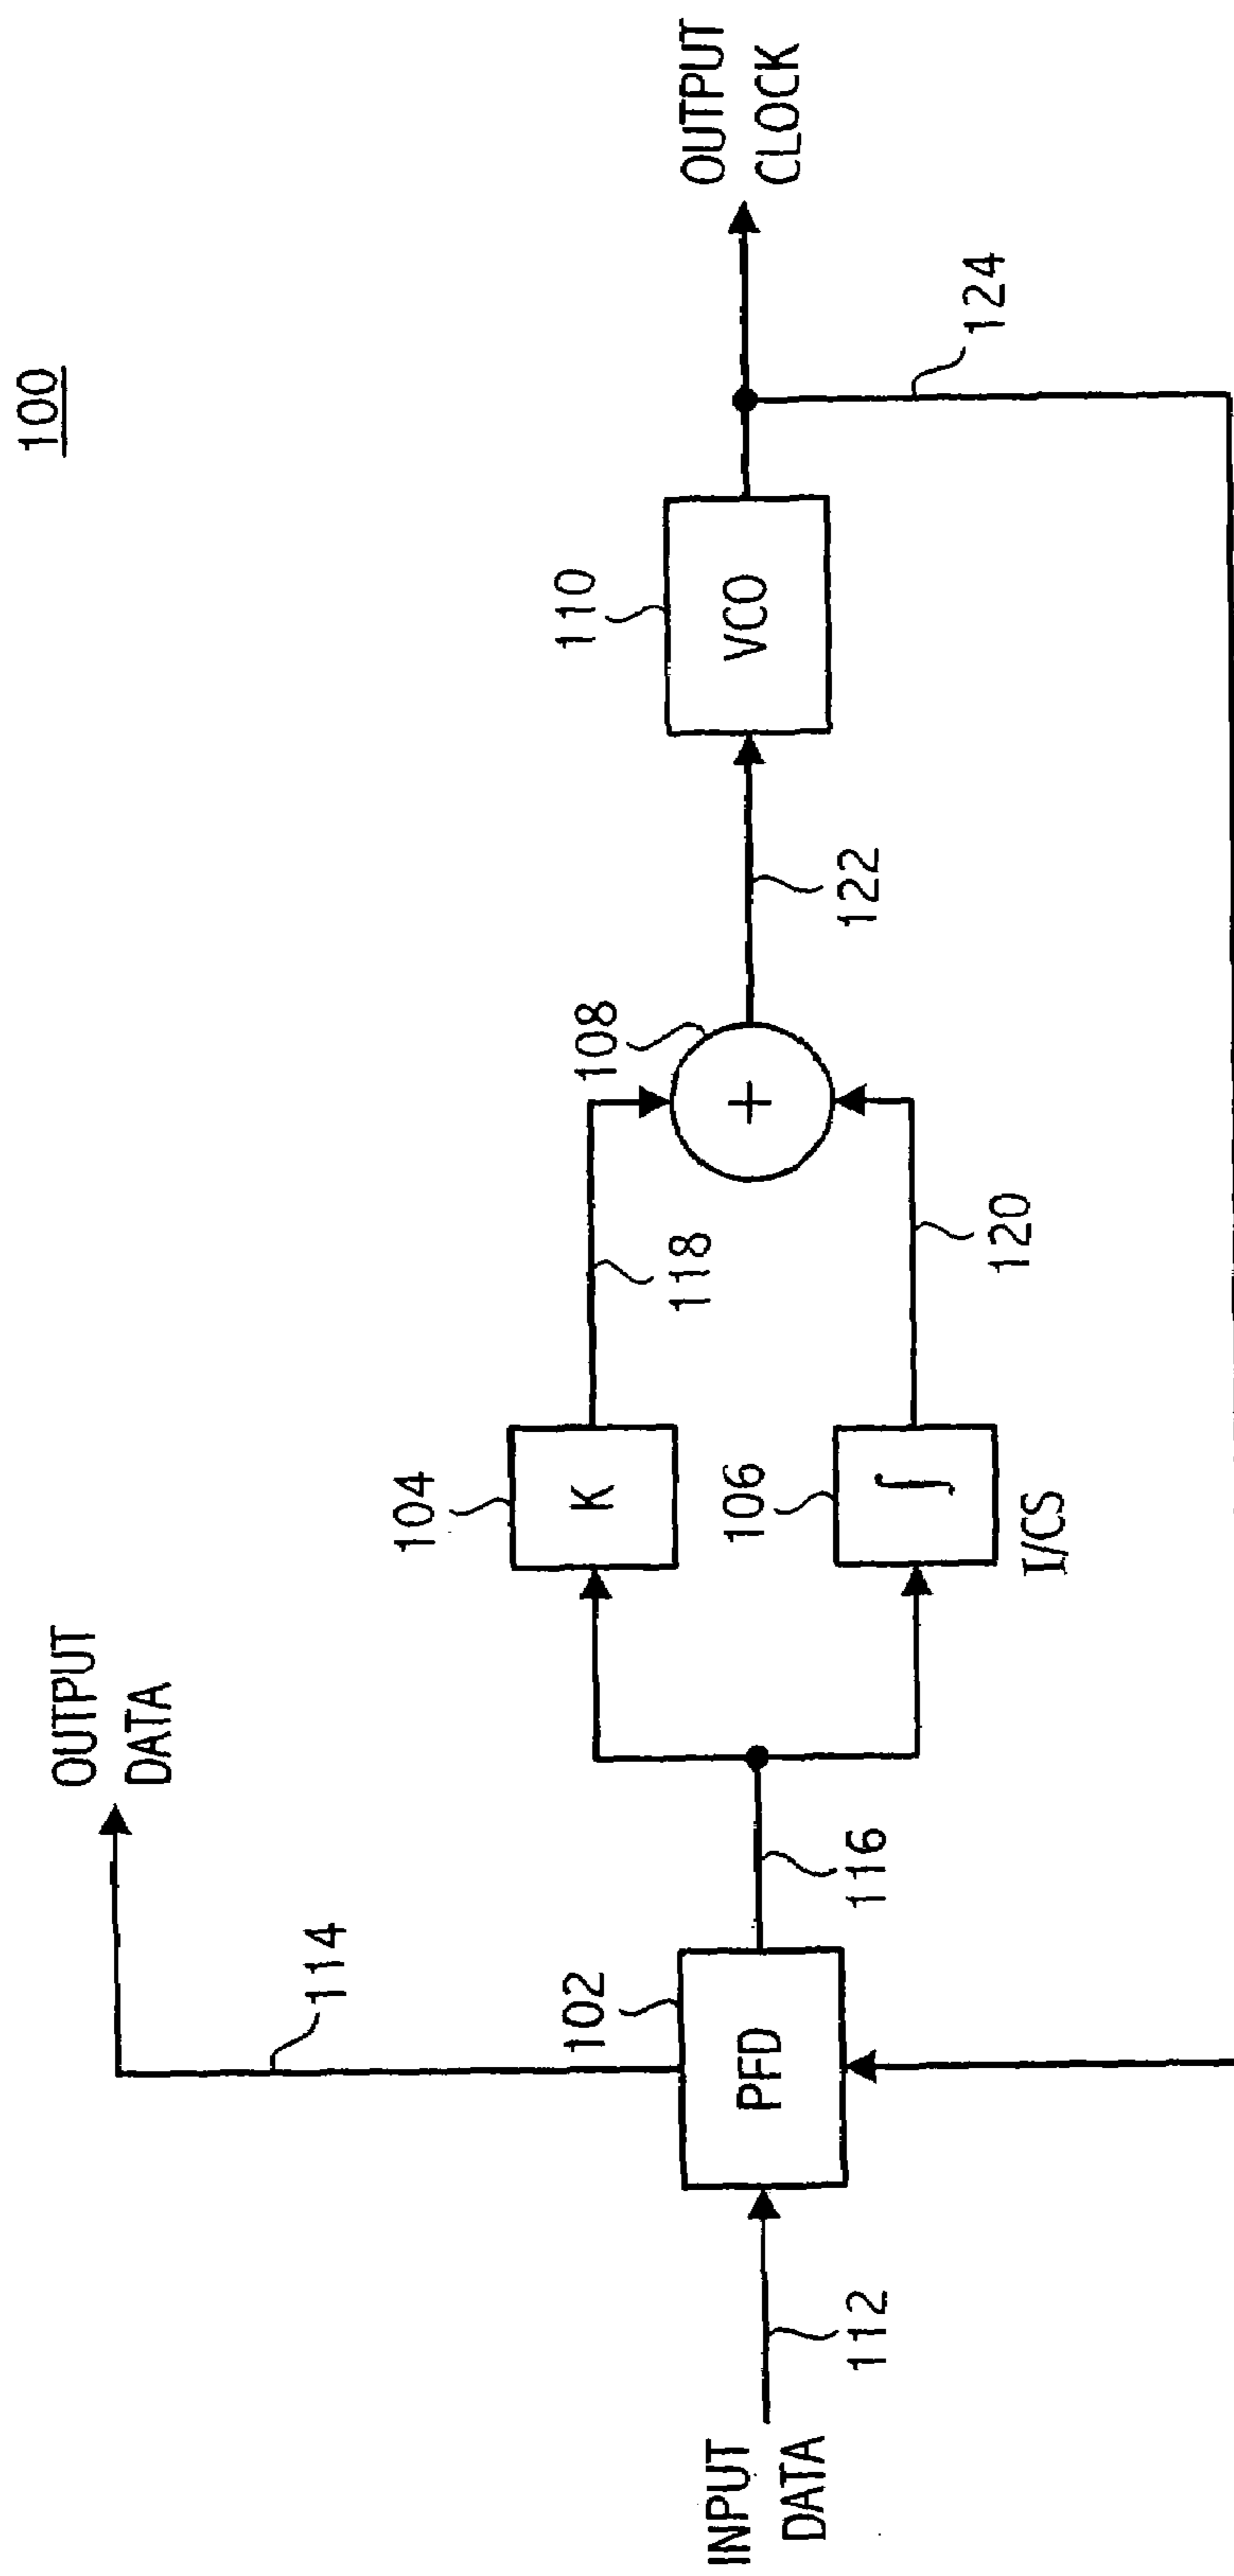 100
OUTPUT
DATA
114
INPUT
DATA
112
102
PFD
116
104
K
118
106
∫
I/CS
120
108
+
122
110
VCO
124
OUTPUT
CLOCK